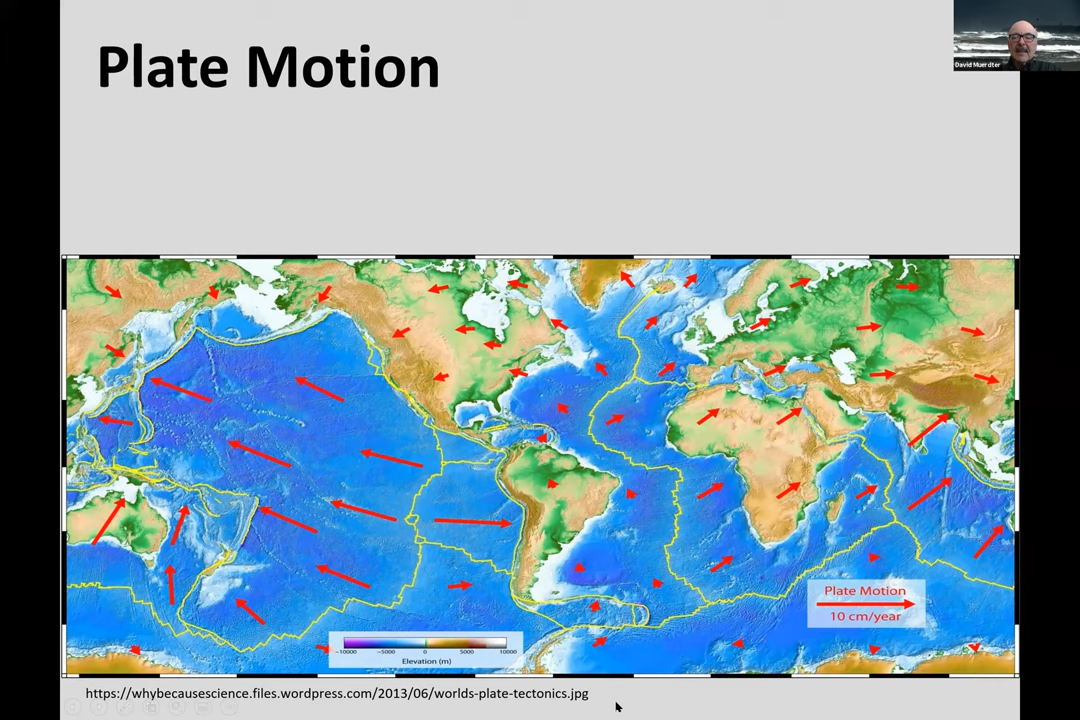 Plate Motion
David Muerdter
Plate Motion
10 cm/year
-10000 -5000 0 5000 10000
Elevation (m)
https://whybecausescience.files.wordpress.com/2013/06/worlds-plate-tectonics.jpg